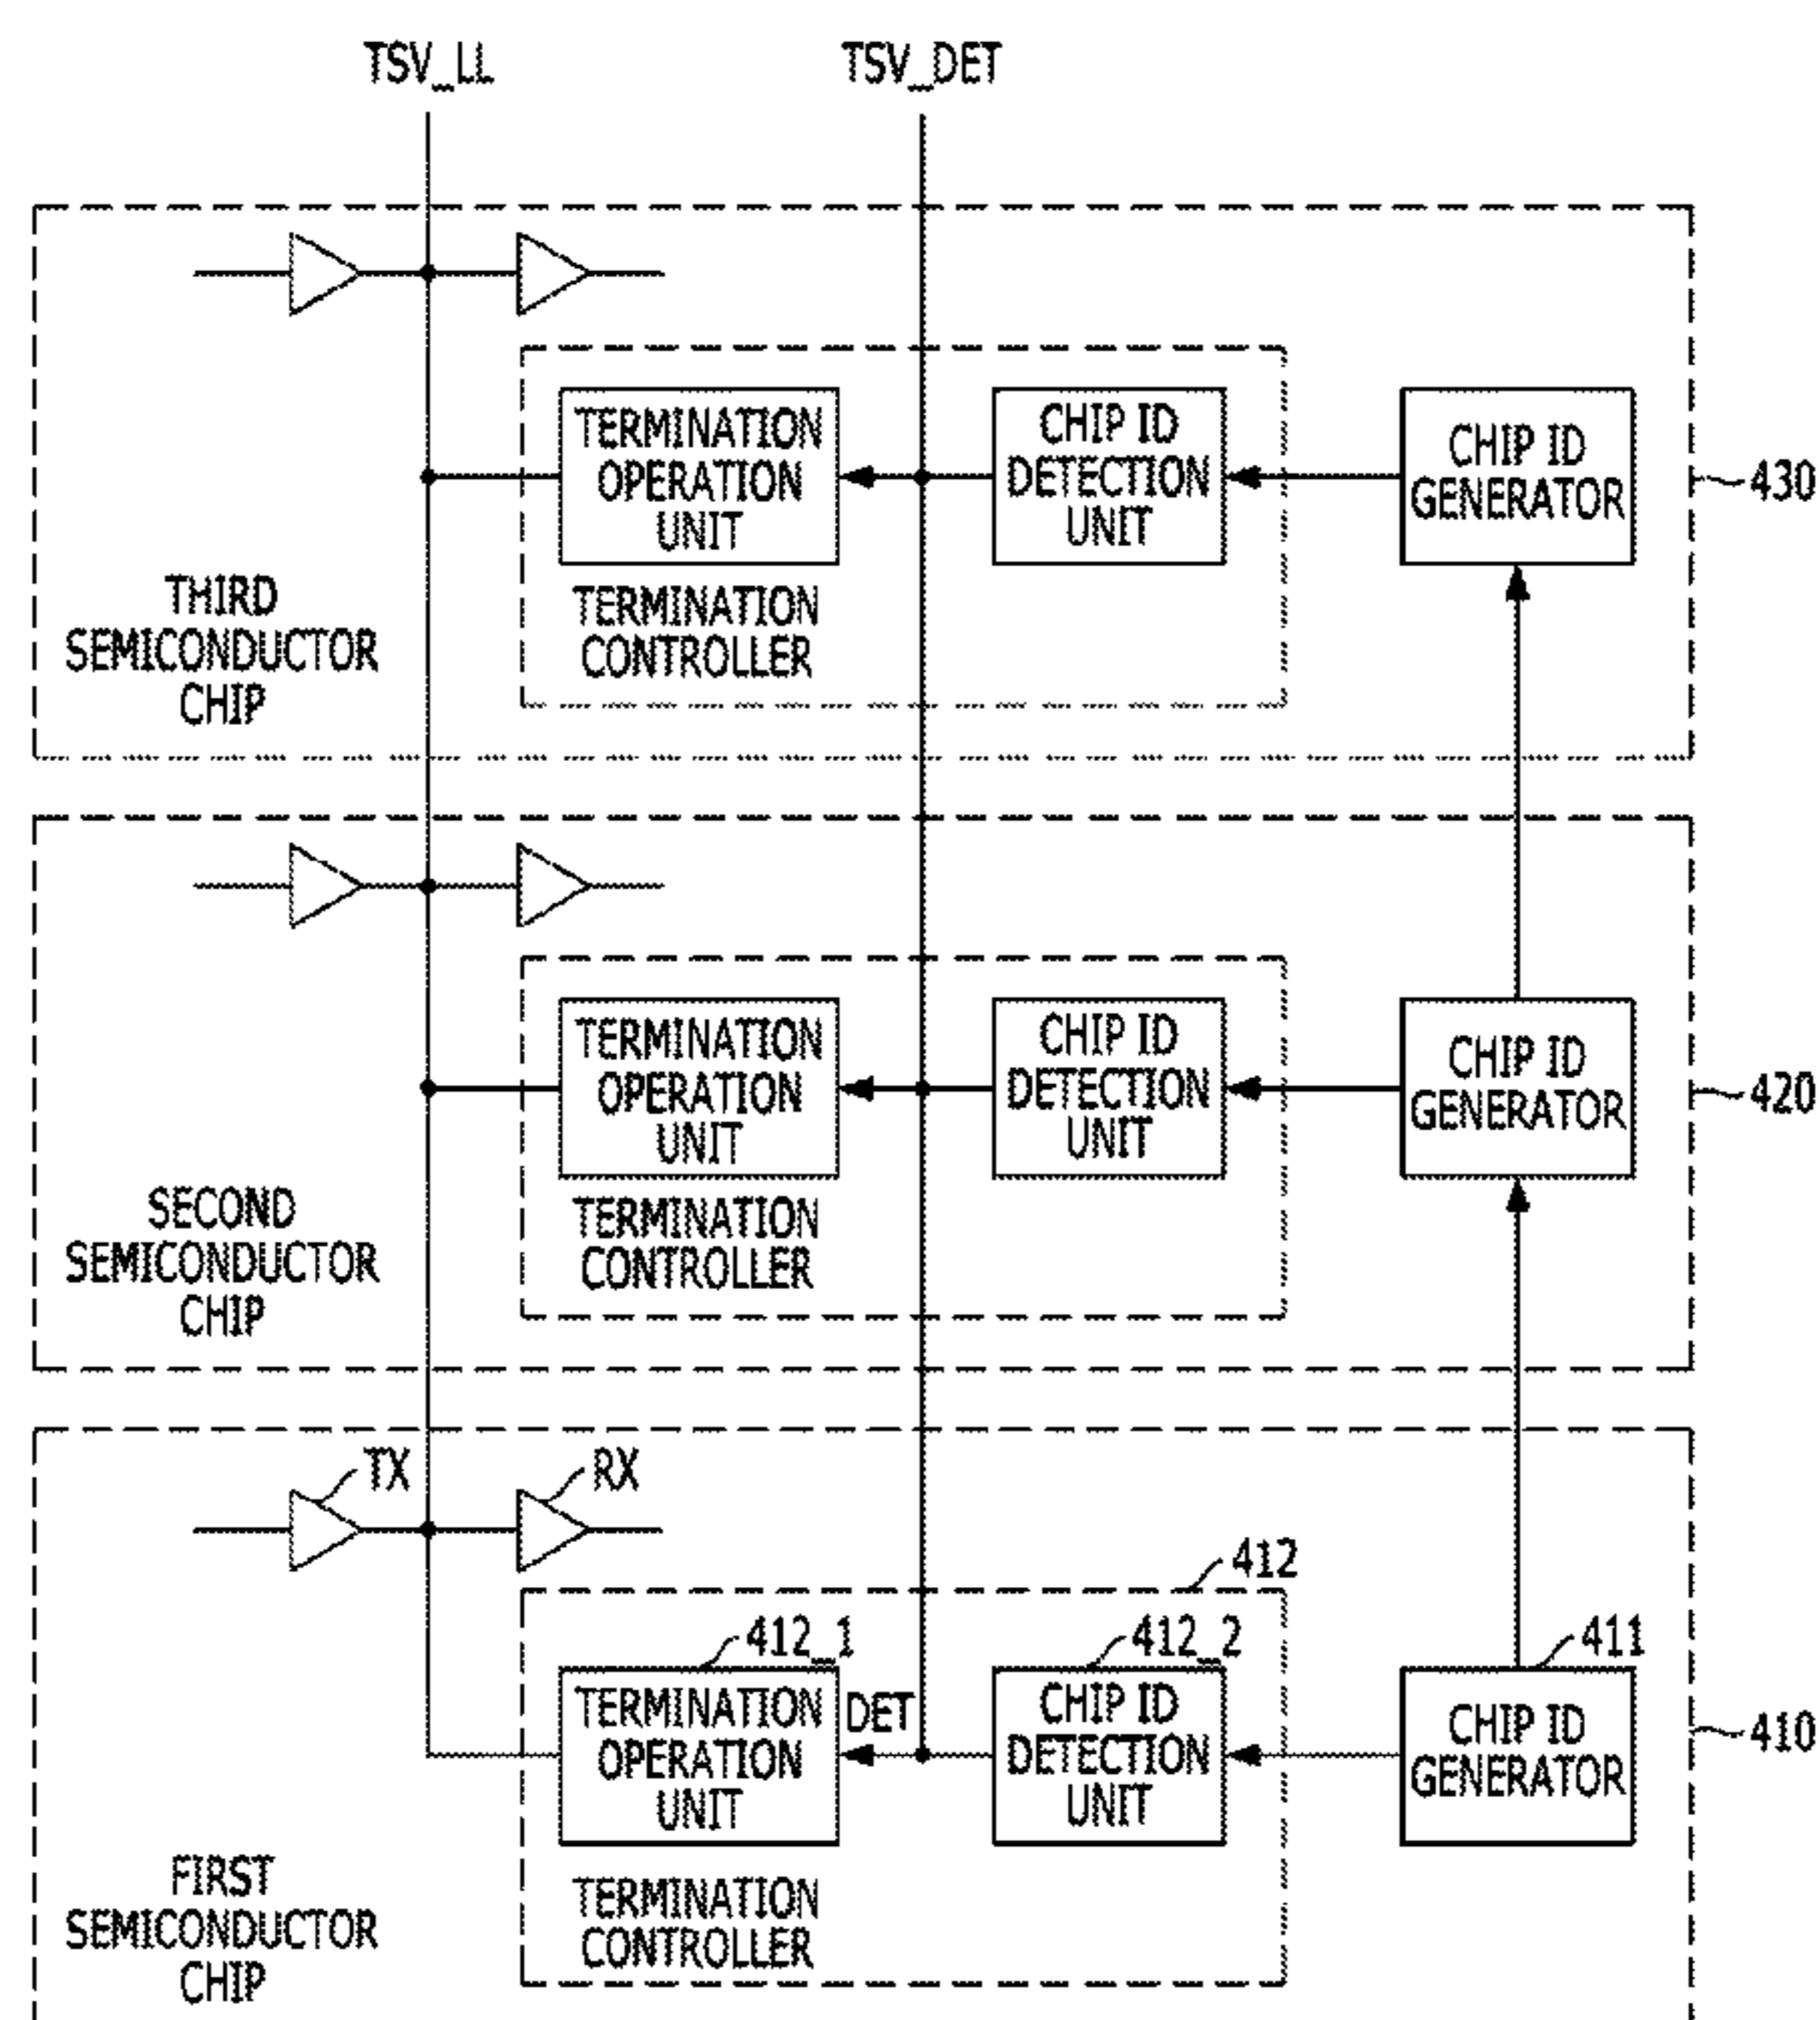 TSV_LL
TSV_DET
TERMINATION
OPERATION
UNIT
CHIP ID
DETECTION
UNIT
CHIP ID
GENERATOR
430
TERMINATION
CONTROLLER
THIRD
SEMICONDUCTOR
CHIP
TERMINATION
OPERATION
UNIT
CHIP ID
DETECTION
UNIT
CHIP ID
GENERATOR
420
TERMINATION
CONTROLLER
SECOND
SEMICONDUCTOR
CHIP
TX
RX
412
412_1
412_2
411
TERMINATION
OPERATION
UNIT
DET
CHIP ID
DETECTION
UNIT
CHIP ID
GENERATOR
410
TERMINATION
CONTROLLER
FIRST
SEMICONDUCTOR
CHIP